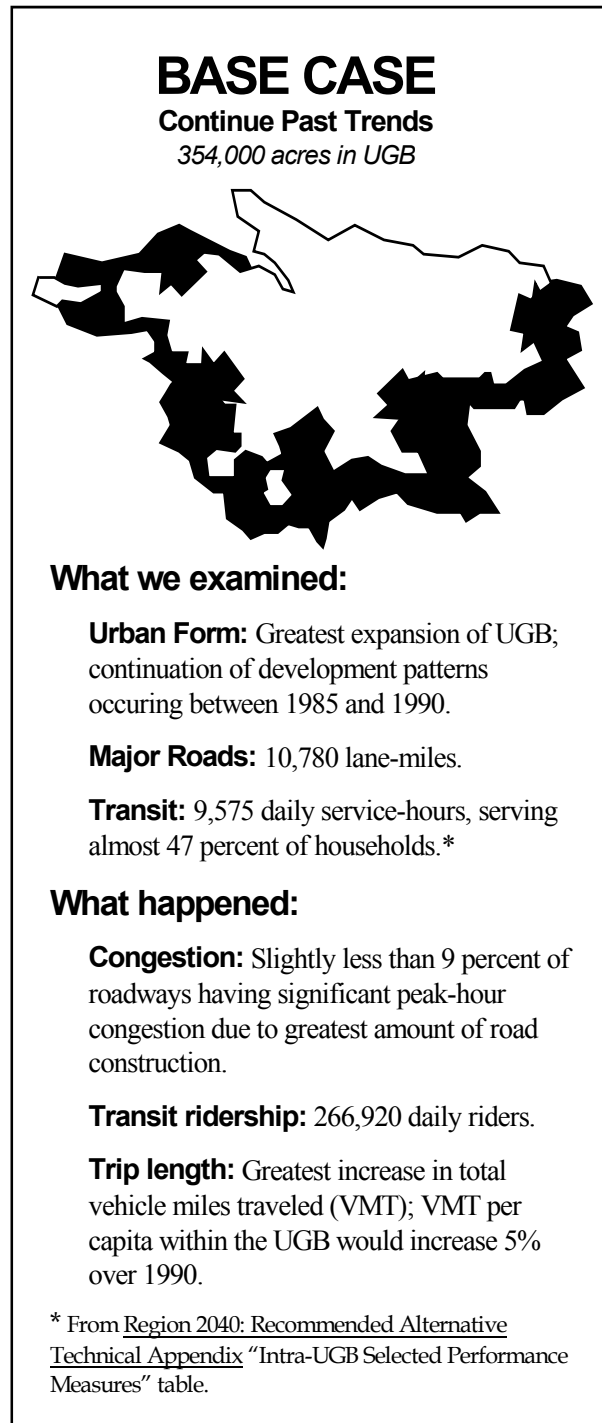 BASE CASE
Continue Past Trends
354,000 acres in UGB
What we examined:
Urban Form: Greatest expansion of UGB;
continuation of development patterns
occuring between 1985 and 1990.
Major Roads: 10,780 lane-miles.
Transit: 9,575 daily service-hours, serving
almost 47 percent of households.*
What happened:
Congestion: Slightly less than 9 percent of
roadways having significant peak-hour
congestion due to greatest amount of road
construction.
Transit ridership: 266,920 daily riders.
Trip length: Greatest increase in total
vehicle miles traveled (VMT); VMT per
capita within the UGB would increase 5%
over 1990.
* From Region 2040: Recommended Alternative
Technical Appendix "Intra-UGB Selected Performance
Measures" table.